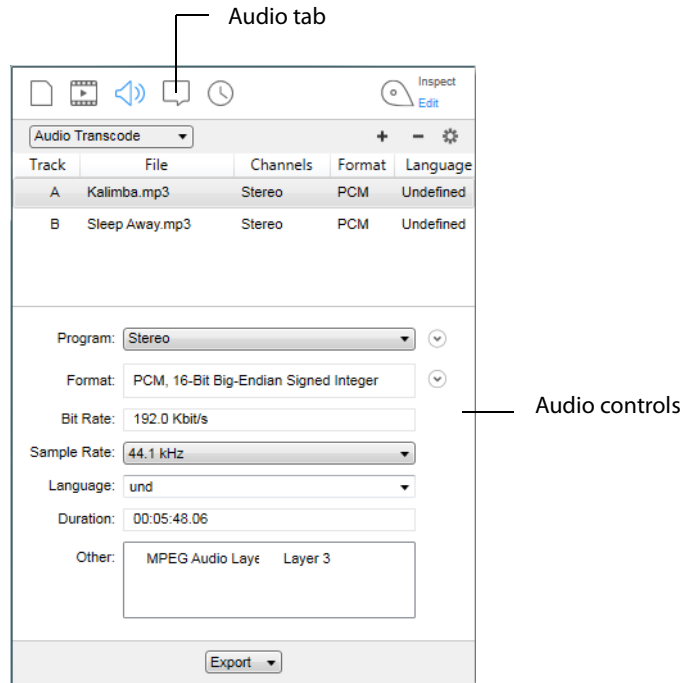 Audio tab
Inspect
Edit
Audio Transcode
Track File Channels Format Language
A Kalimba.mp3 Stereo PCM Undefined
B Sleep Away.mp3 Stereo PCM Undefined
Program: Stereo
Format: PCM, 16-Bit Big-Endian Signed Integer
Audio controls
Bit Rate: 192.0 Kbit/s
Sample Rate: 44.1 kHz
Language: und
Duration: 00:05:48.06
Other: MPEG Audio Laye Layer 3
Export